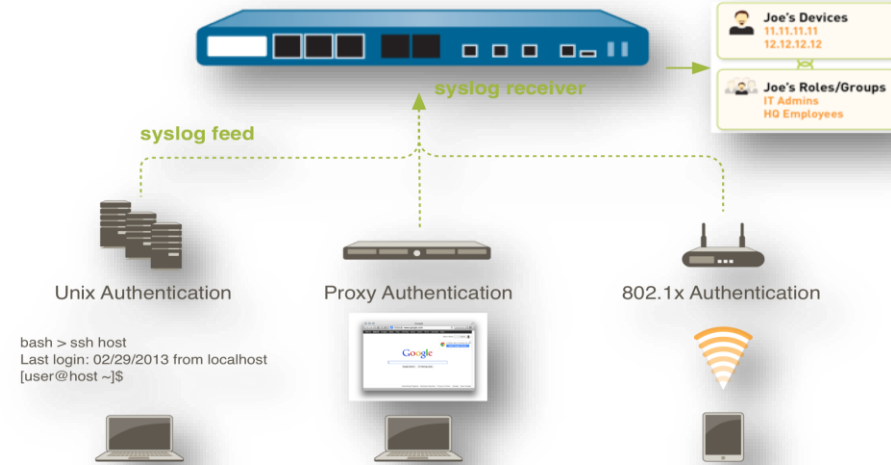 Joe's Devices
11.11.11.11
12.12.12.12
Joe's Roles/Groups
IT Admins
HQ Employees
syslog receiver
syslog feed
Unix Authentication
Proxy Authentication
802.1x Authentication
bash > ssh host
Last login: 02/29/2013 from localhost
[user@host ~]$
Google